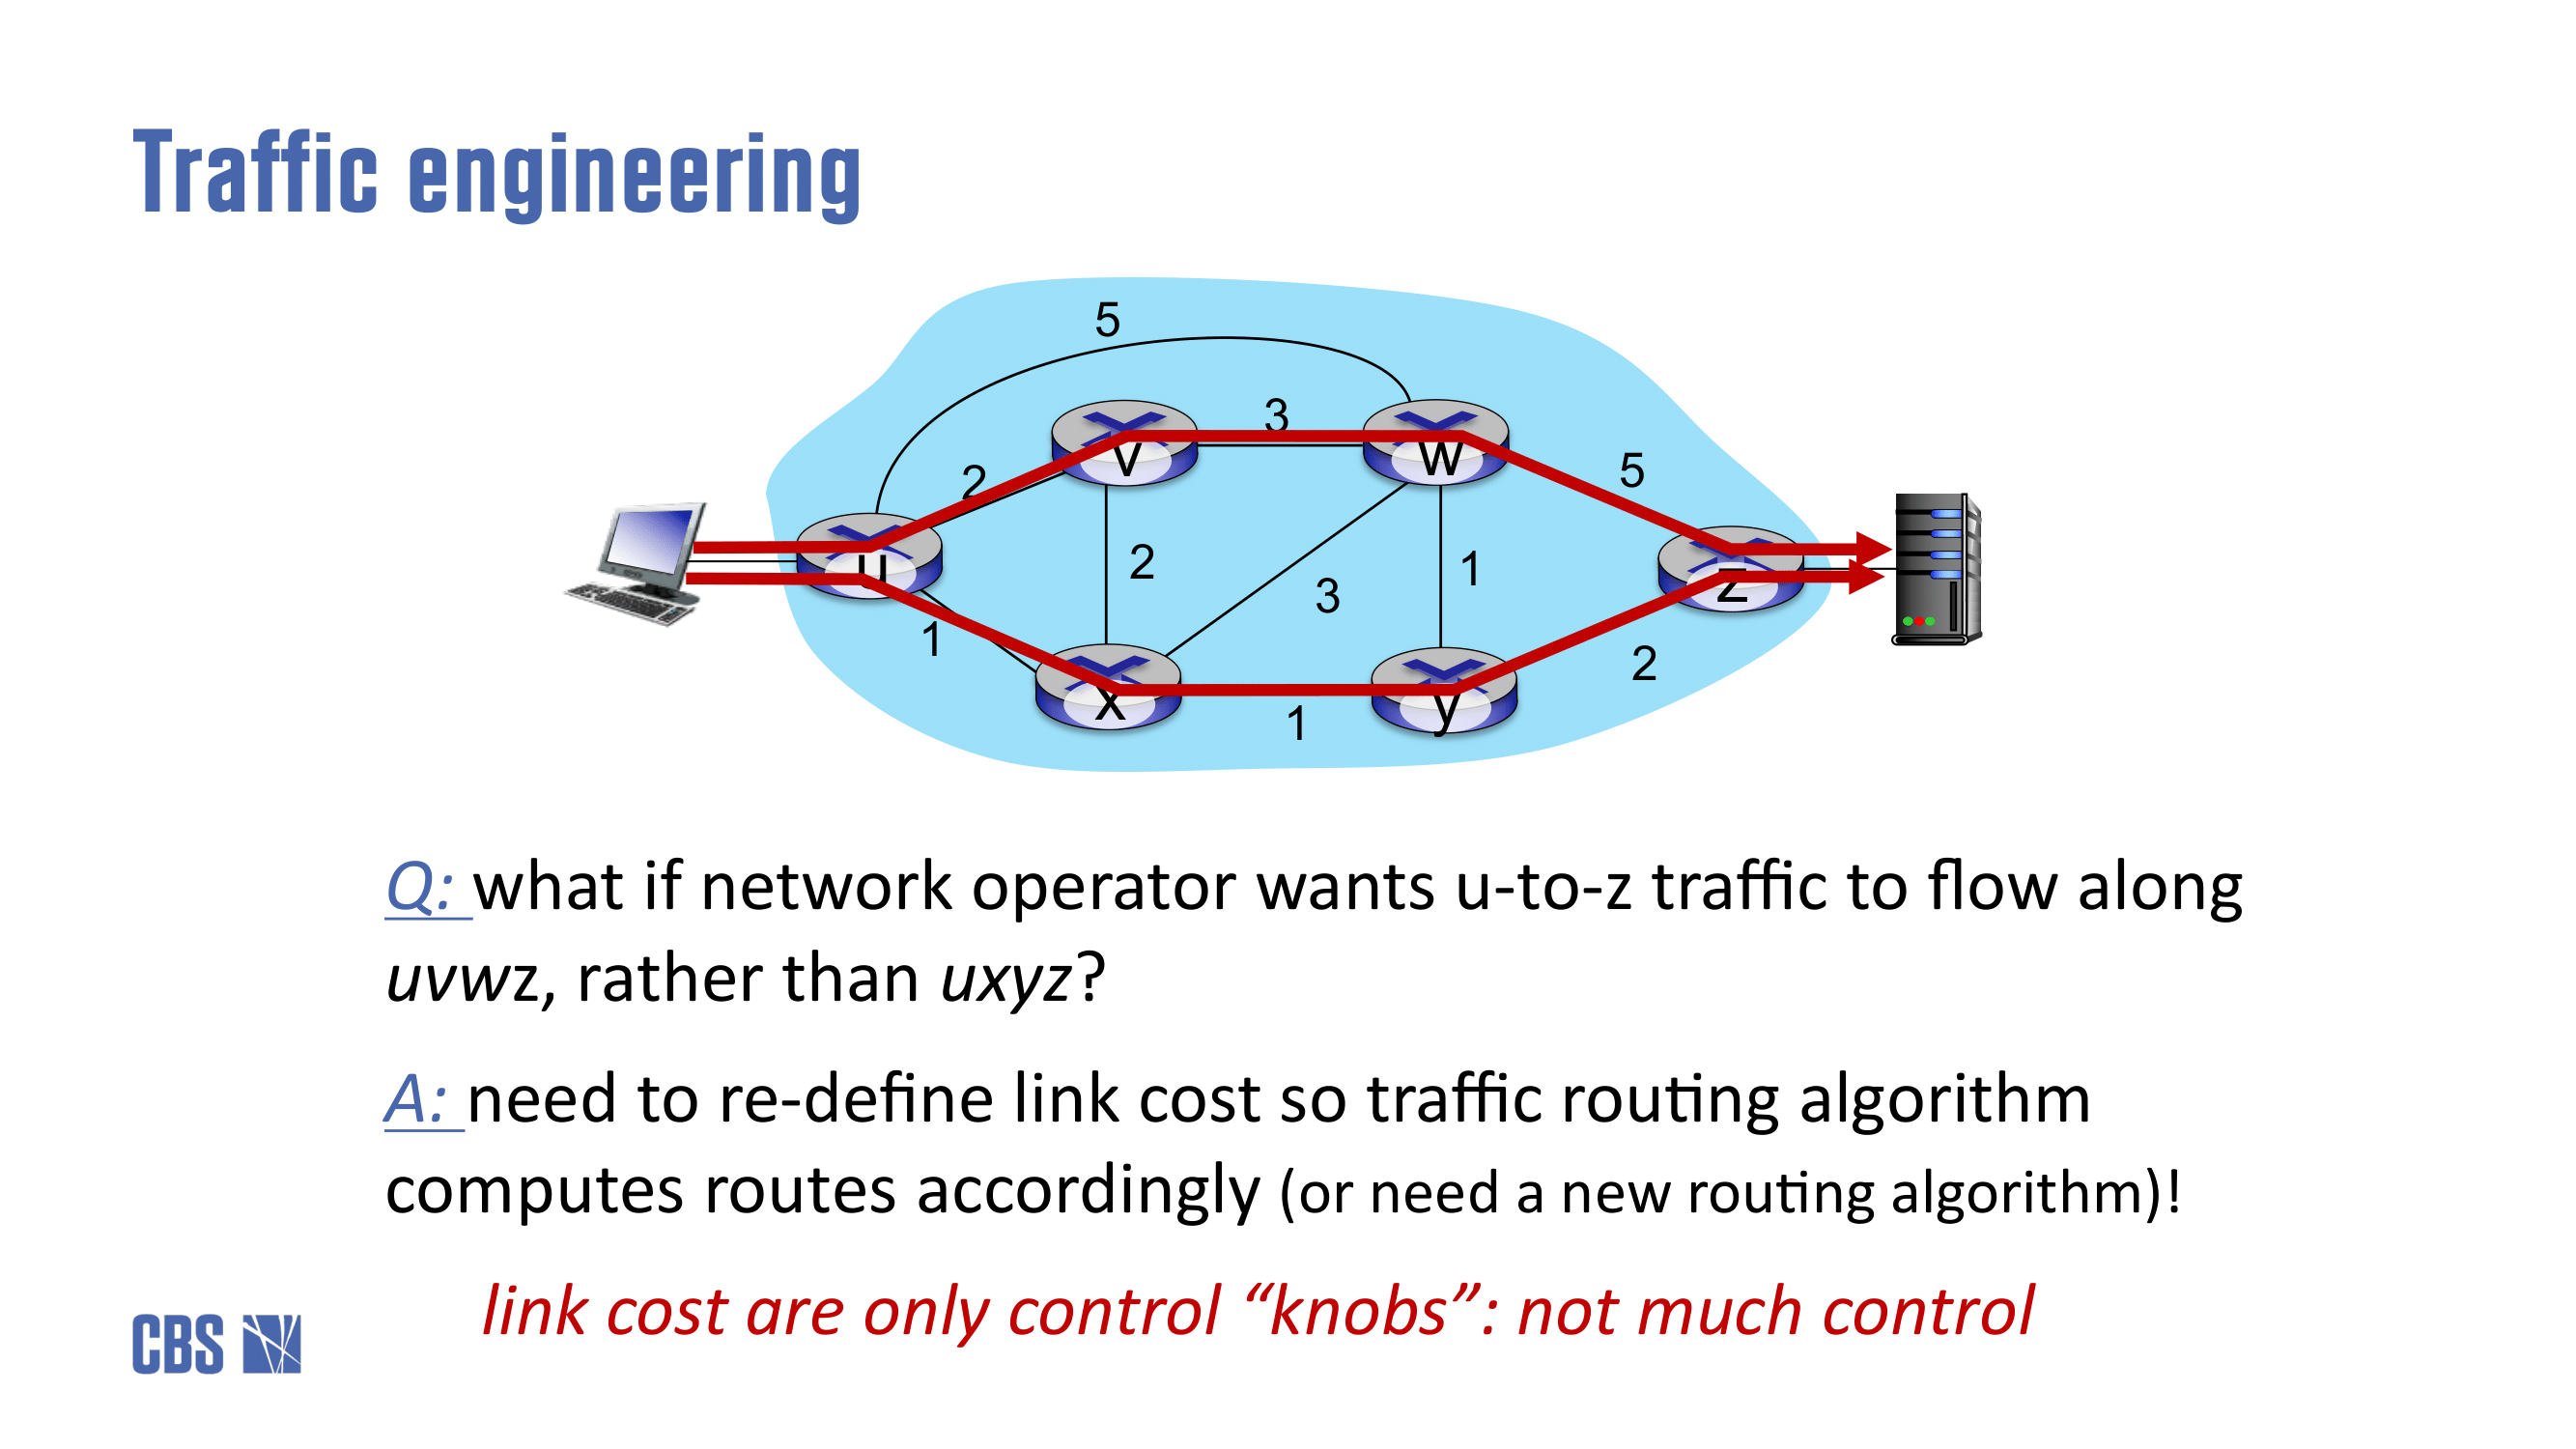 Traffic engineering
5
3
v
w
2
5
u
2
3
1
z
1
2
x
y
1
Q: what if network operator wants u-to-z traffic to flow along
uvwz, rather than uxyz?
A: need to re-define link cost so traffic routing algorithm
computes routes accordingly (or need a new routing algorithm)!
link cost are only control “knobs”: not much control
CBS